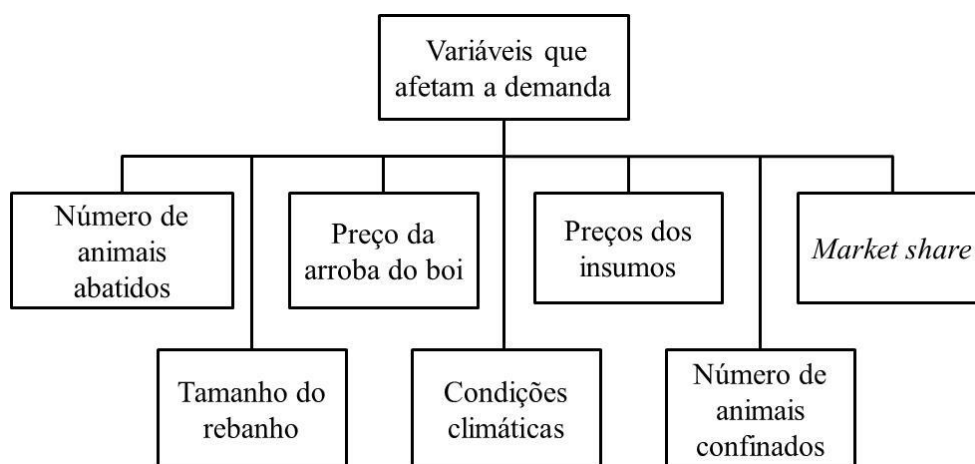 Variáveis que
afetam a demanda
Número de
animais
abatidos
Preço da
arroba do boi
Preços dos
insumos
Market share
Tamanho do
rebanho
Condições
climáticas
Número de
animais
confinados